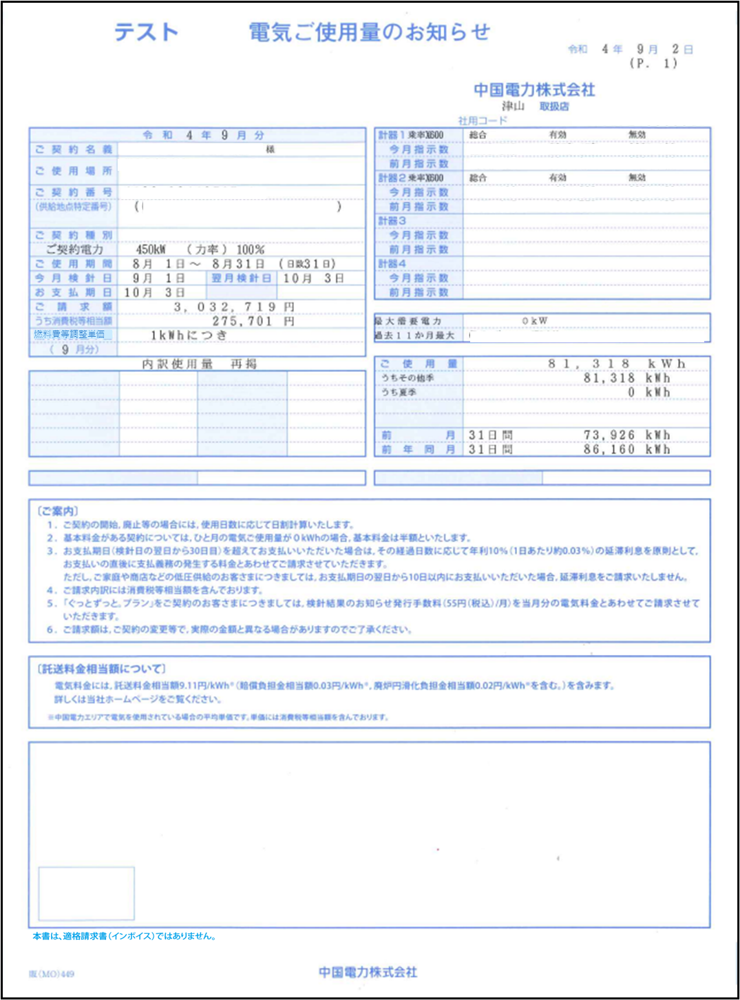 テスト 電気ご使用量のお知らせ
令和 4年 9月 2日
(P. 1)
中国電力株式会社
津山 取扱店
社用コード
令和 4年 9月分
ご契約名義 様
ご使用場所
ご契約番号
(供給地点特定番号) ( )
ご契約種別
ご契約電力 450kW (力率) 100%
ご使用期間 8月 1日~ 8月31日 (日数31日)
今月検針日 9月 1日 翌月検針日 10月 3日
お支払期日 10月 3日
ご請求額 3,032,719 円
うち消費税等相当額 275,701 円
燃料費等調整単価 1kWhにつき
( 9 月分)
内訳使用量 再掲
計器1 乗率X600 総合 有効 無効
今月指示数
前月指示数
計器2 乗率X600 総合 有効 無効
今月指示数
前月指示数
計器3
今月指示数
前月指示数
計器4
今月指示数
前月指示数
最大需要電力 0kW
過去11か月最大
ご使用量 81,318 kWh
うちその他季 81,318 kWh
うち夏季 0 kWh
前月 31日間 73,926 kWh
前年同月 31日間 86,160 kWh
〔ご案内〕
1. ご契約の開始，廃止等の場合には，使用日数に応じて日割計算いたします。
2. 基本料金がある契約については，ひと月の電気ご使用量が0kWhの場合，基本料金は半額といたします。
3. お支払期日（検針日の翌日から30日目）を超えてお支払いいただいた場合は，その経過日数に応じて年利10%（1日あたり約0.03%）の延滞利息を原則として，
お支払いの直後に支払義務の発生する料金とあわせてご請求させていただきます。
ただし，ご家庭や商店などの低圧供給のお客さまにつきましては，お支払期日の翌日から10日以内にお支払いいただいた場合，延滞利息をご請求いたしません。
4. ご請求内訳には消費税等相当額を含んでおります。
5. 「ぐっとずっと。プラン」をご契約のお客さまにつきましては，検針結果のお知らせ発行手数料（55円（税込）/月）を当月分の電気料金とあわせてご請求させて
いただきます。
6. ご請求額は，ご契約の変更等で，実際の金額と異なる場合がありますのでご了承ください。
〔託送料金相当額について〕
電気料金には，託送料金相当額9.11円/kWh※（賠償負担金相当額0.03円/kWh※，廃炉円滑化負担金相当額0.02円/kWh※を含む。）を含みます。
詳しくは当社ホームページをご覧ください。
※中国電力エリアで電気を使用されている場合の平均単価です。単価には消費税等相当額を含んでおります。
本書は、適格請求書（インボイス）ではありません。
販(MO)449
中国電力株式会社